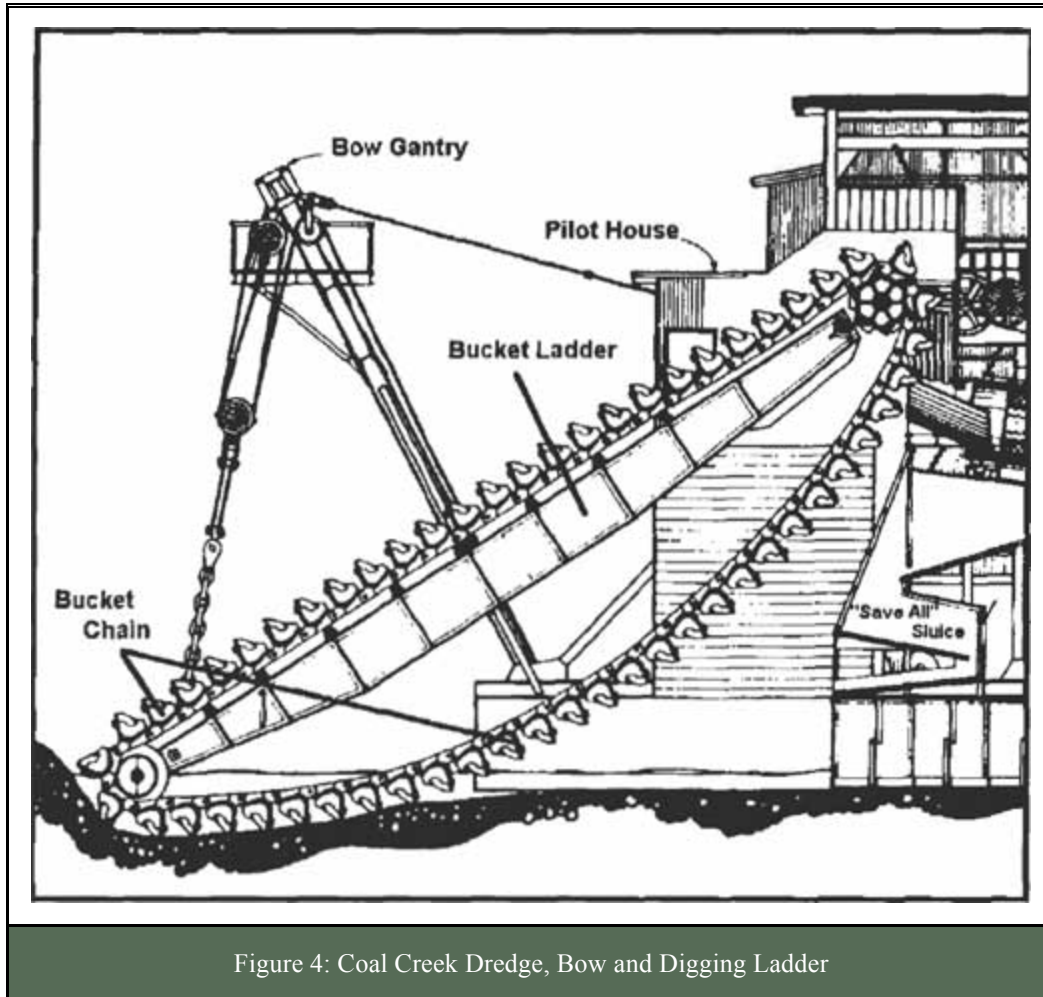 Bow Gantry
Pilot House
Bucket Ladder
Bucket
Chain
"Save All"
Sluice
Figure 4: Coal Creek Dredge, Bow and Digging Ladder